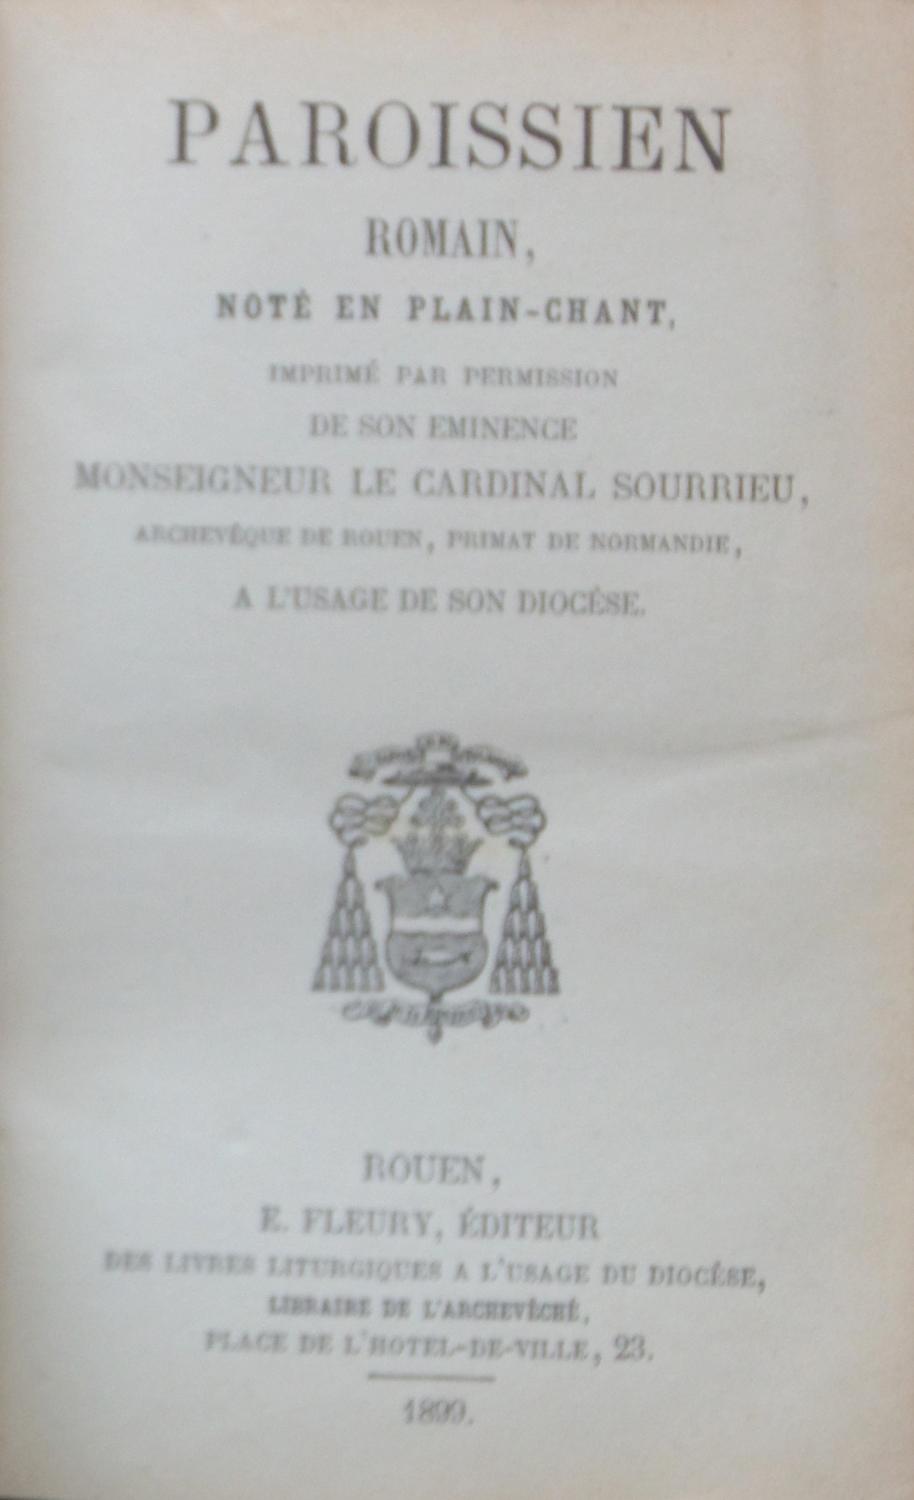 PAROISSIEN
ROMAIN,
NOTÉ EN PLAIN-CHANT,
IMPRIMÉ PAR PERMISSION
DE SON EMINENCE
MONSEIGNEUR LE CARDINAL SOURRIEU,
ARCHEVÊQUE DE ROUEN, PRIMAT DE NORMANDIE,
A L'USAGE DE SON DIOCÈSE.
ROUEN,
E. FLEURY, ÉDITEUR
DES LIVRES LITURGIQUES A L'USAGE DU DIOCÈSE,
LIBRAIRE DE L'ARCHEVÊCHÉ,
PLACE DE L'HOTEL-DE-VILLE, 23.
1899.